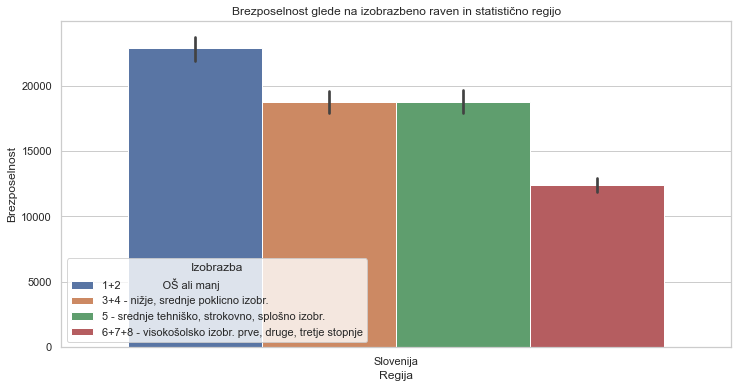 Brezposelnost glede na izobrazbeno raven in statistično regijo
20000
15000
10000
5000
0
Brezposelnost
Izobrazba
1+2 OŠ ali manj
3+4 - nižje, srednje poklicno izobr.
5 - srednje tehniško, strokovno, splošno izobr.
6+7+8 - visokošolsko izobr. prve, druge, tretje stopnje
Slovenija
Regija